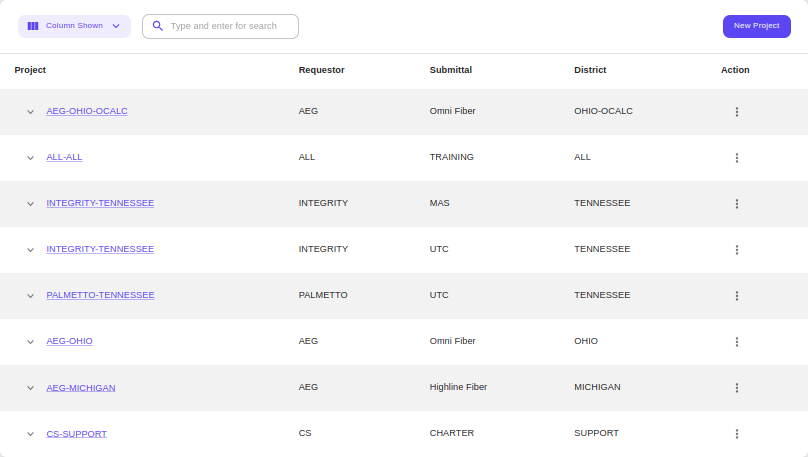 Column Shown Type and enter for search New Project
Project Requestor Submittal District Action
AEG-OHIO-OCALC AEG Omni Fiber OHIO-OCALC
ALL-ALL ALL TRAINING ALL
INTEGRITY-TENNESSEE INTEGRITY MAS TENNESSEE
INTEGRITY-TENNESSEE INTEGRITY UTC TENNESSEE
PALMETTO-TENNESSEE PALMETTO UTC TENNESSEE
AEG-OHIO AEG Omni Fiber OHIO
AEG-MICHIGAN AEG Highline Fiber MICHIGAN
CS-SUPPORT CS CHARTER SUPPORT